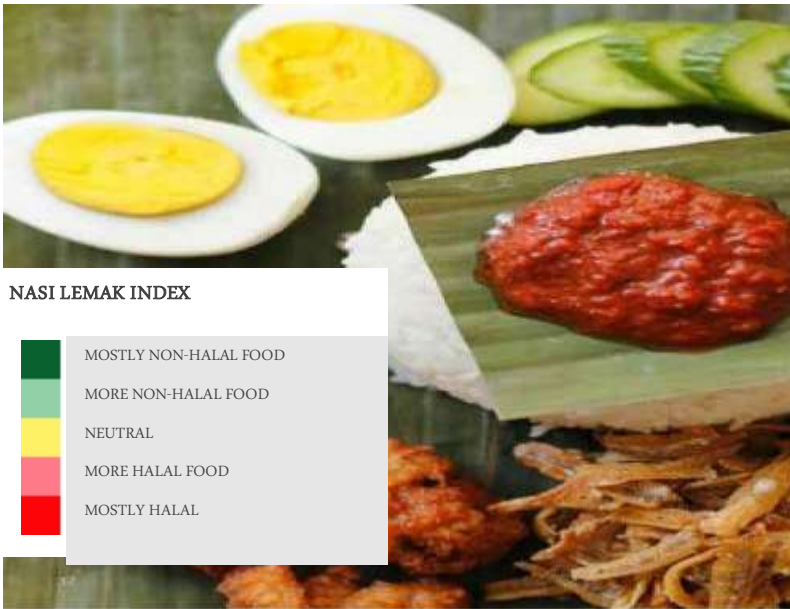 NASI LEMAK INDEX
MOSTLY NON-HALAL FOOD
MORE NON-HALAL FOOD
NEUTRAL
MORE HALAL FOOD
MOSTLY HALAL